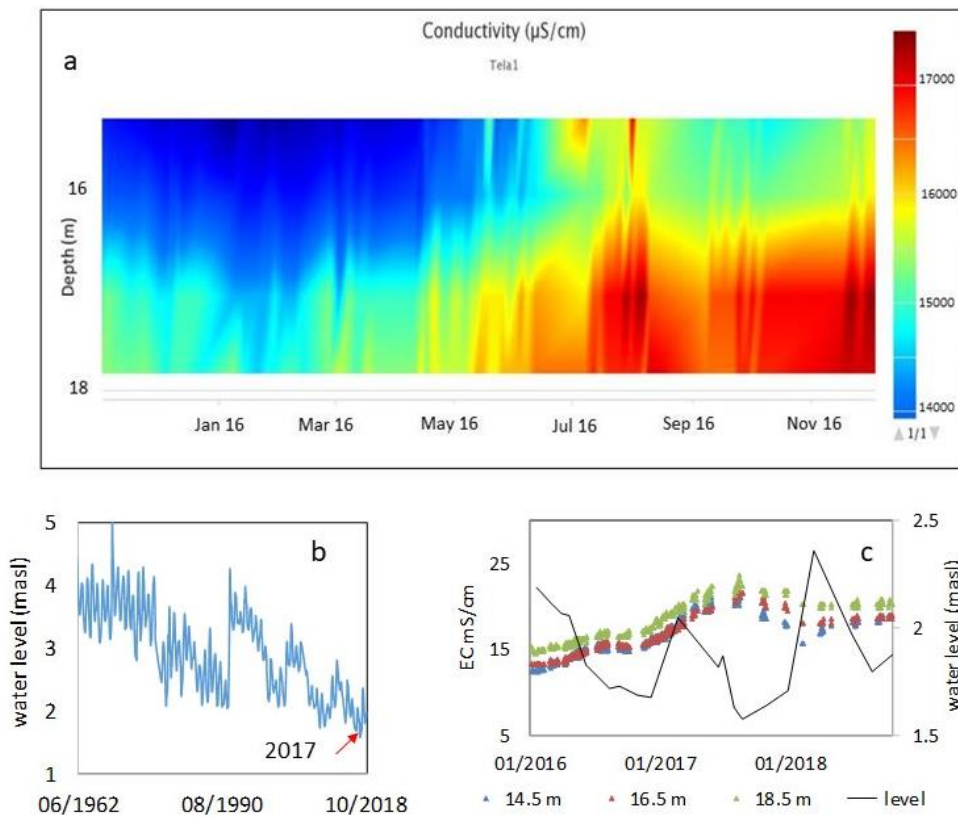 Conductivity (µS/cm)
a
Tela1
17000
16
16000
Depth (m)
15000
18
14000
Jan 16 Mar 16 May 16 Jul 16 Sep 16 Nov 16
▲ 1/1 ▼
5
b
4
water level (masl)
3
2
2017
1
06/1962 08/1990 10/2018
2.5
c
25
EC mS/cm
2
water level (masl)
15
5
1.5
01/2016 01/2017 01/2018
14.5 m 16.5 m 18.5 m level